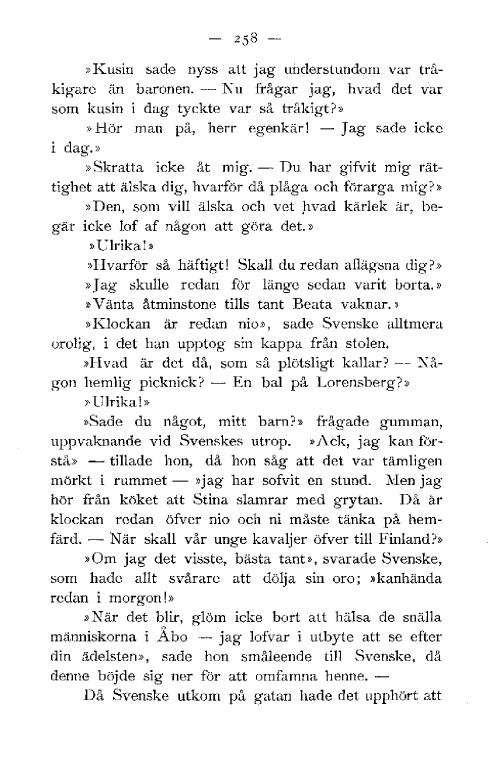 — 258 —
»Kusin sade nyss att jag understundom var trå-
kigare än baronen. — Nu frågar jag, hvad det var
som kusin i dag tyckte var så tråkigt?»
»Hör man på, herr egenkär! — Jag sade icke
i dag.»
»Skratta icke åt mig. — Du har gifvit mig rät-
tighet att älska dig, hvarför då plåga och förarga mig?»
»Den, som vill älska och vet hvad kärlek är, be-
gär icke lof af någon att göra det.»
»Ulrika!»
»Hvarför så häftigt! Skall du redan aflägsna dig?»
»Jag skulle redan för länge sedan varit borta.»
»Vänta åtminstone tills tant Beata vaknar.»
»Klockan är redan nio», sade Svenske alltmera
orolig, i det han upptog sin kappa från stolen.
»Hvad är det då, som så plötsligt kallar? — Nå-
gon hemlig picknick? — En bal på Lorensberg?»
»Ulrika!»
»Sade du något, mitt barn?» frågade gumman,
uppvaknande vid Svenskes utrop. »Ack, jag kan för-
stå» — tillade hon, då hon såg att det var tämligen
mörkt i rummet — »jag har sofvit en stund. Men jag
hör från köket att Stina slamrar med grytan. Då är
klockan redan öfver nio och ni måste tänka på hem-
färd. — När skall vår unge kavaljer öfver till Finland?»
»Om jag det visste, bästa tant», svarade Svenske,
som hade allt svårare att dölja sin oro; »kanhända
redan i morgon!»
»När det blir, glöm icke bort att hälsa de snälla
människorna i Åbo — jag lofvar i utbyte att se efter
din ädelsten», sade hon småleende till Svenske, då
denne böjde sig ner för att omfamna henne. —
Då Svenske utkom på gatan hade det upphört att